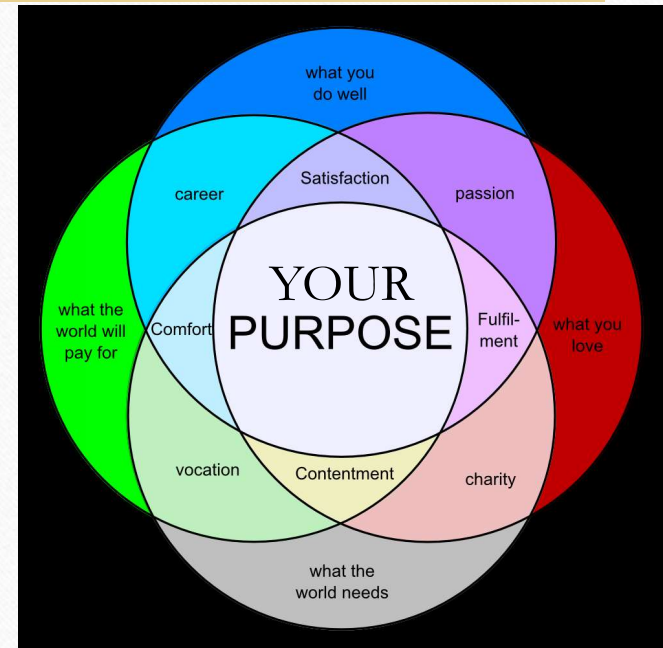 what you
do well
career
Satisfaction
passion
YOUR
PURPOSE
what the
world will
pay for
Comfort
Fulfil-
ment
what you
love
vocation
Contentment
charity
what the
world needs